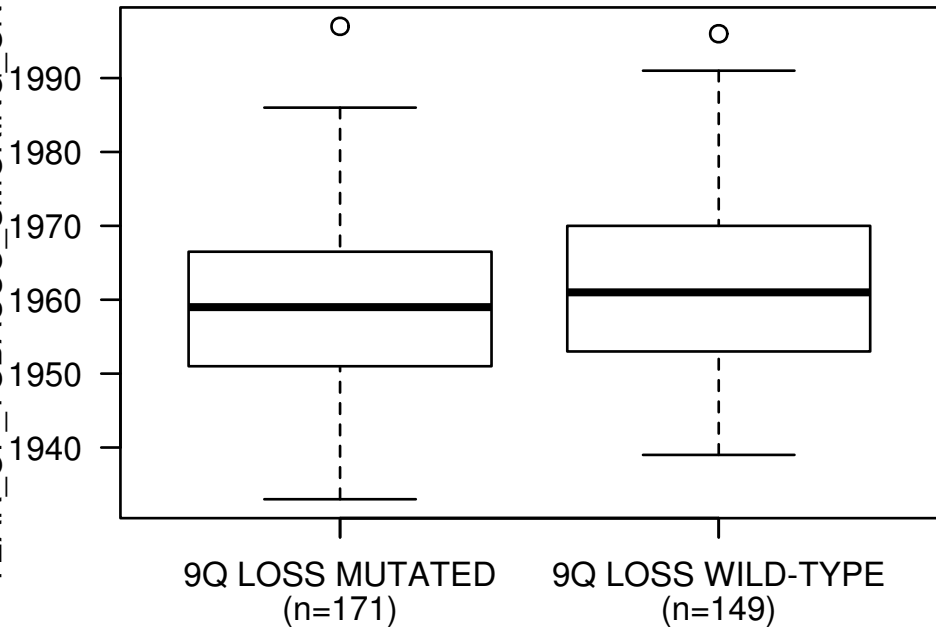 1990
1980
1970
1960
1950
1940
9Q LOSS MUTATED
(n=171)
9Q LOSS WILD-TYPE
(n=149)